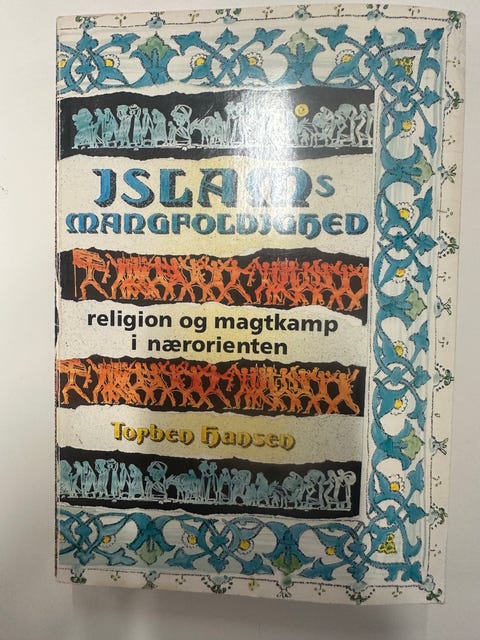 ISLAMs
MANGFOLDIGHED
religion og magtkamp
i nærorienten
Torben Hansen